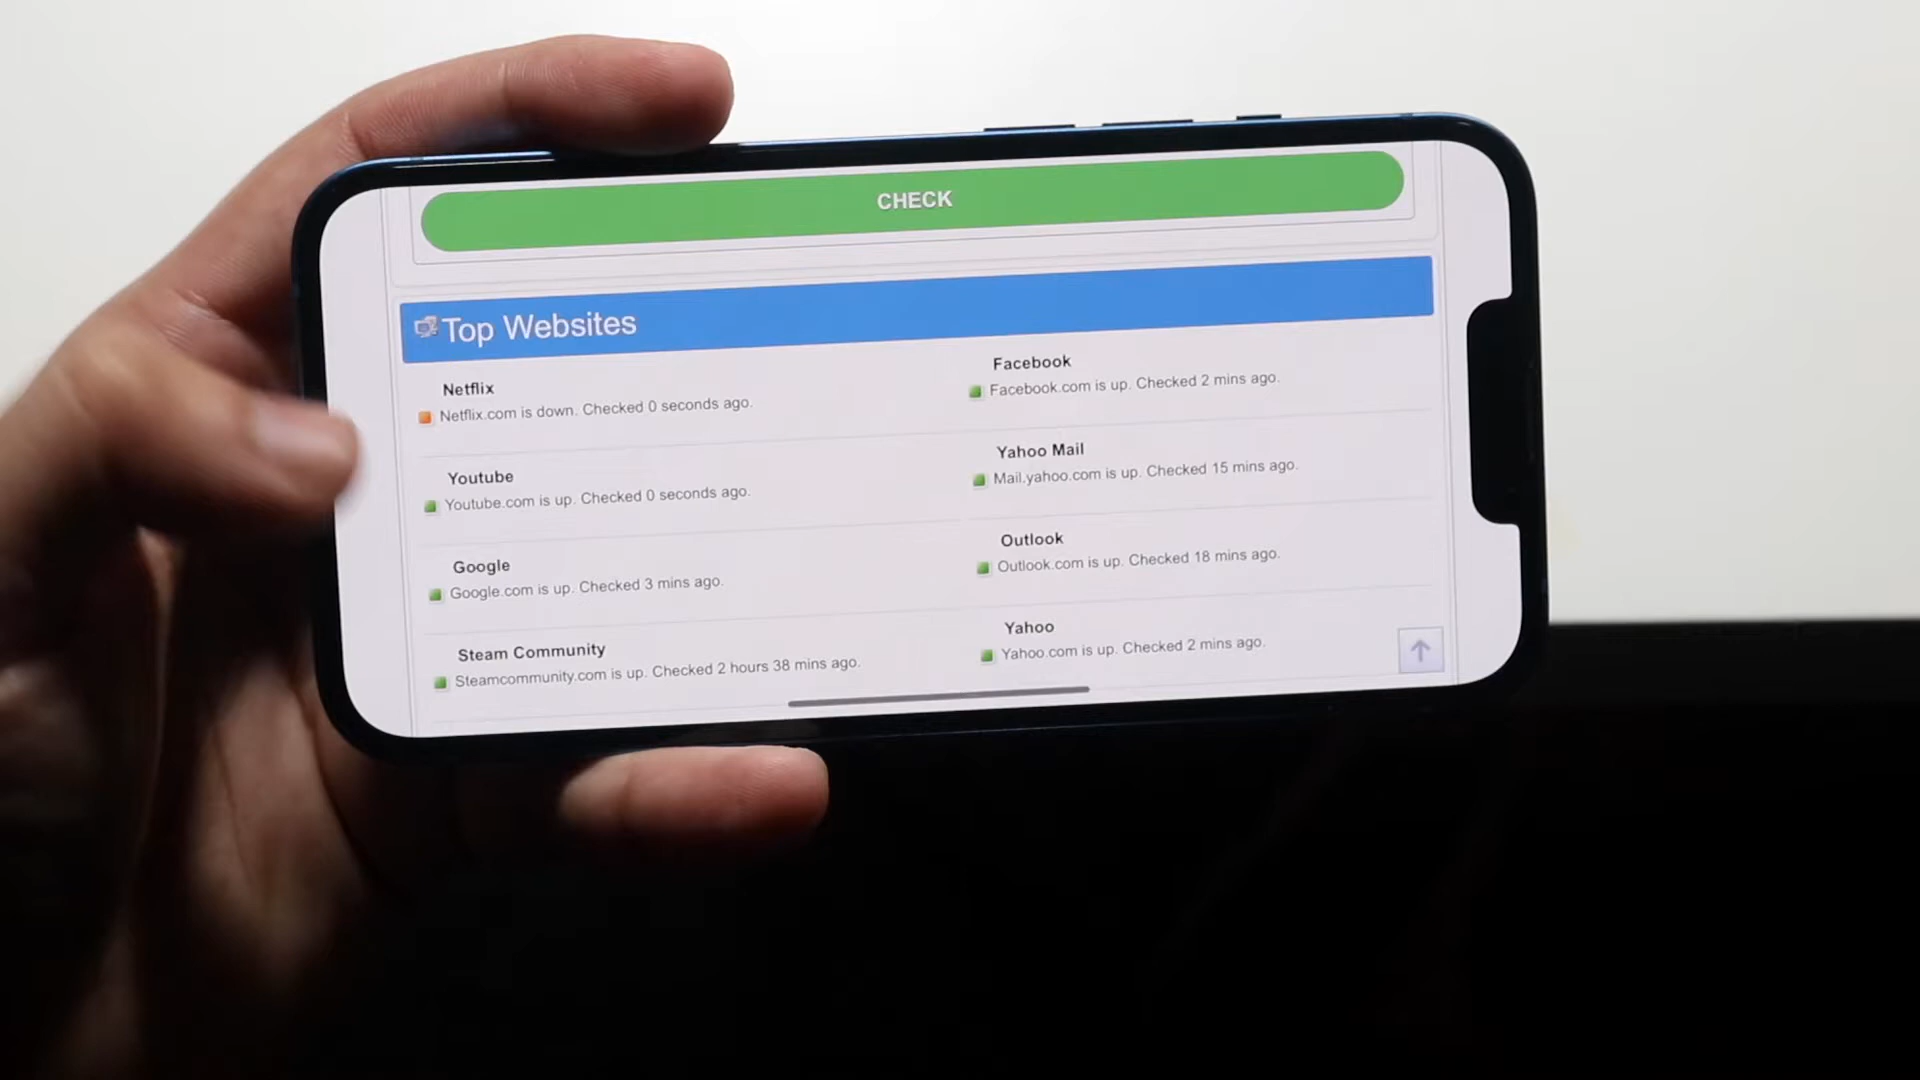 CHECK
Top Websites
Netflix
Netflix.com is down. Checked 0 seconds ago.
Facebook
Facebook.com is up. Checked 2 mins ago.
Youtube
Youtube.com is up. Checked 0 seconds ago.
Yahoo Mail
Mail.yahoo.com is up. Checked 15 mins ago.
Google
Google.com is up. Checked 3 mins ago.
Outlook
Outlook.com is up. Checked 18 mins ago.
Steam Community
Steamcommunity.com is up. Checked 2 hours 38 mins ago.
Yahoo
Yahoo.com is up. Checked 2 mins ago.